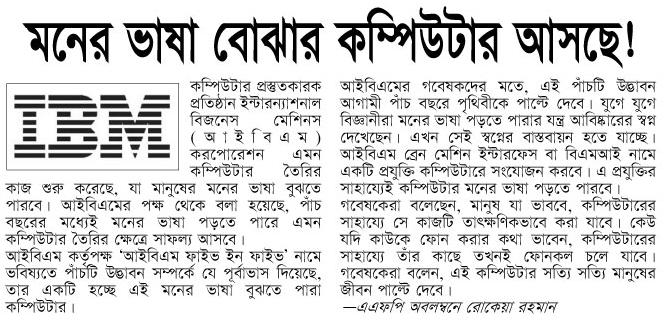 মনের ভাষা বোঝার কম্পিউটার আসছে!
IBM
কম্পিউটার প্রস্তুতকারক
প্রতিষ্ঠান ইন্টারন্যাশনাল
বিজনেস মেশিনস
(আইবিএম)
করপোরেশন এমন
কম্পিউটার তৈরির
কাজ শুরু করেছে, যা মানুষের মনের ভাষা বুঝতে
পারবে। আইবিএমের পক্ষ থেকে বলা হয়েছে, পাঁচ
বছরের মধ্যেই মনের ভাষা পড়তে পারে এমন
কম্পিউটার তৈরির ক্ষেত্রে সাফল্য আসবে।
আইবিএম কর্তৃপক্ষ ‘আইবিএম ফাইভ ইন ফাইভ’ নামে
ভবিষ্যতে পাঁচটি উদ্ভাবন সম্পর্কে যে পূর্বাভাস দিয়েছে,
তার একটি হচ্ছে এই মনের ভাষা বুঝতে পারা
কম্পিউটার।
আইবিএমের গবেষকদের মতে, এই পাঁচটি উদ্ভাবন
আগামী পাঁচ বছরে পৃথিবীকে পাল্টে দেবে। যুগে যুগে
বিজ্ঞানীরা মনের ভাষা পড়তে পারার যন্ত্র আবিষ্কারের স্বপ্ন
দেখেছেন। এখন সেই স্বপ্নের বাস্তবায়ন হতে যাচ্ছে।
আইবিএম ব্রেন মেশিন ইন্টারফেস বা বিএমআই নামে
একটি প্রযুক্তি কম্পিউটারে সংযোজন করবে। এ প্রযুক্তির
সাহায্যেই কম্পিউটার মনের ভাষা পড়তে পারবে।
গবেষকেরা বলেছেন, মানুষ যা ভাববে, কম্পিউটারের
সাহায্যে সে কাজটি তাৎক্ষণিকভাবে করা যাবে। কেউ
যদি কাউকে ফোন করার কথা ভাবেন, কম্পিউটারের
সাহায্যে তাঁর কাছে তখনই ফোনকল চলে যাবে।
গবেষকেরা বলেন, এই কম্পিউটার সত্যি সত্যি মানুষের
জীবন পাল্টে দেবে।
—এএফপি অবলম্বনে রোকেয়া রহমান